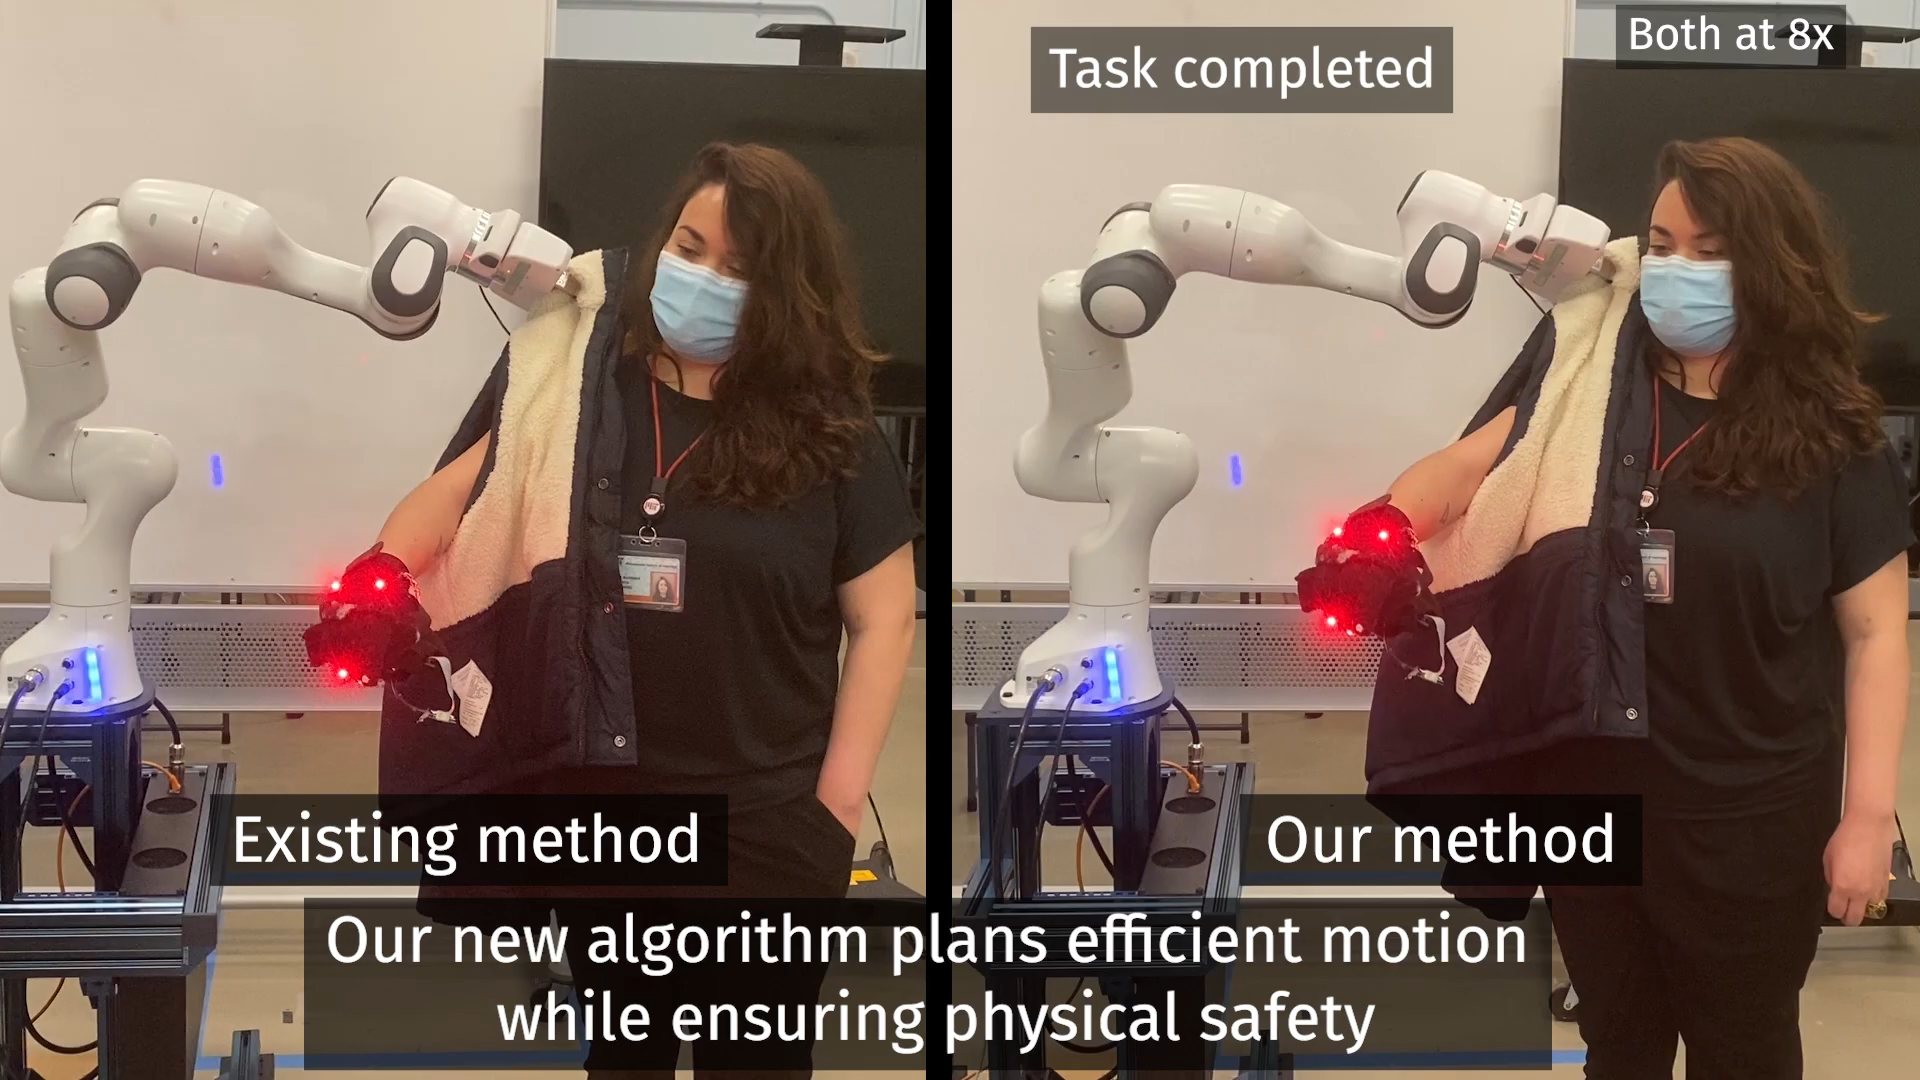 Both at 8x
Task completed
MIT
Existing method
Our method
Our new algorithm plans efficient motion
while ensuring physical safety